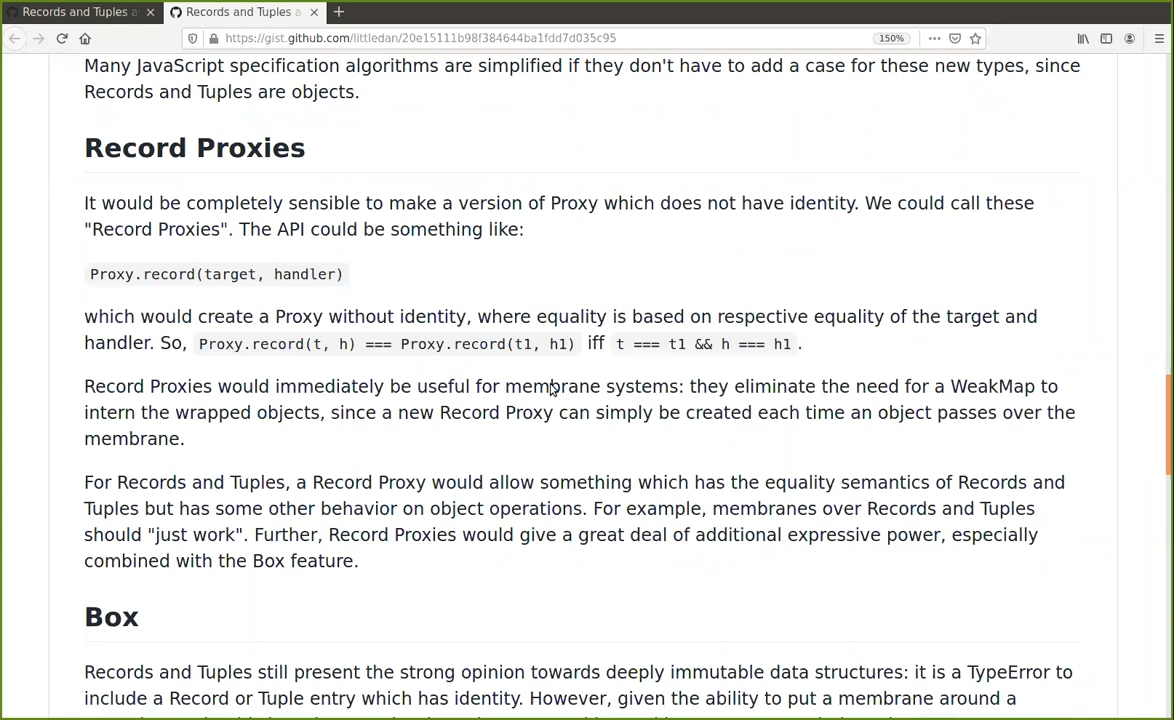 Records and Tuples a
Records and Tuples a
https://gist.github.com/littledan/20e15111b98f384644ba1fdd7d035c95
150%
Many JavaScript specification algorithms are simplified if they don't have to add a case for these new types, since
Records and Tuples are objects.
Record Proxies
It would be completely sensible to make a version of Proxy which does not have identity. We could call these
"Record Proxies". The API could be something like:
Proxy.record(target, handler)
which would create a Proxy without identity, where equality is based on respective equality of the target and
handler. So, Proxy.record(t, h) === Proxy.record(t1, h1) iff t === t1 && h === h1 .
Record Proxies would immediately be useful for membrane systems: they eliminate the need for a WeakMap to
intern the wrapped objects, since a new Record Proxy can simply be created each time an object passes over the
membrane.
For Records and Tuples, a Record Proxy would allow something which has the equality semantics of Records and
Tuples but has some other behavior on object operations. For example, membranes over Records and Tuples
should "just work". Further, Record Proxies would give a great deal of additional expressive power, especially
combined with the Box feature.
Box
Records and Tuples still present the strong opinion towards deeply immutable data structures: it is a TypeError to
include a Record or Tuple entry which has identity. However, given the ability to put a membrane around a